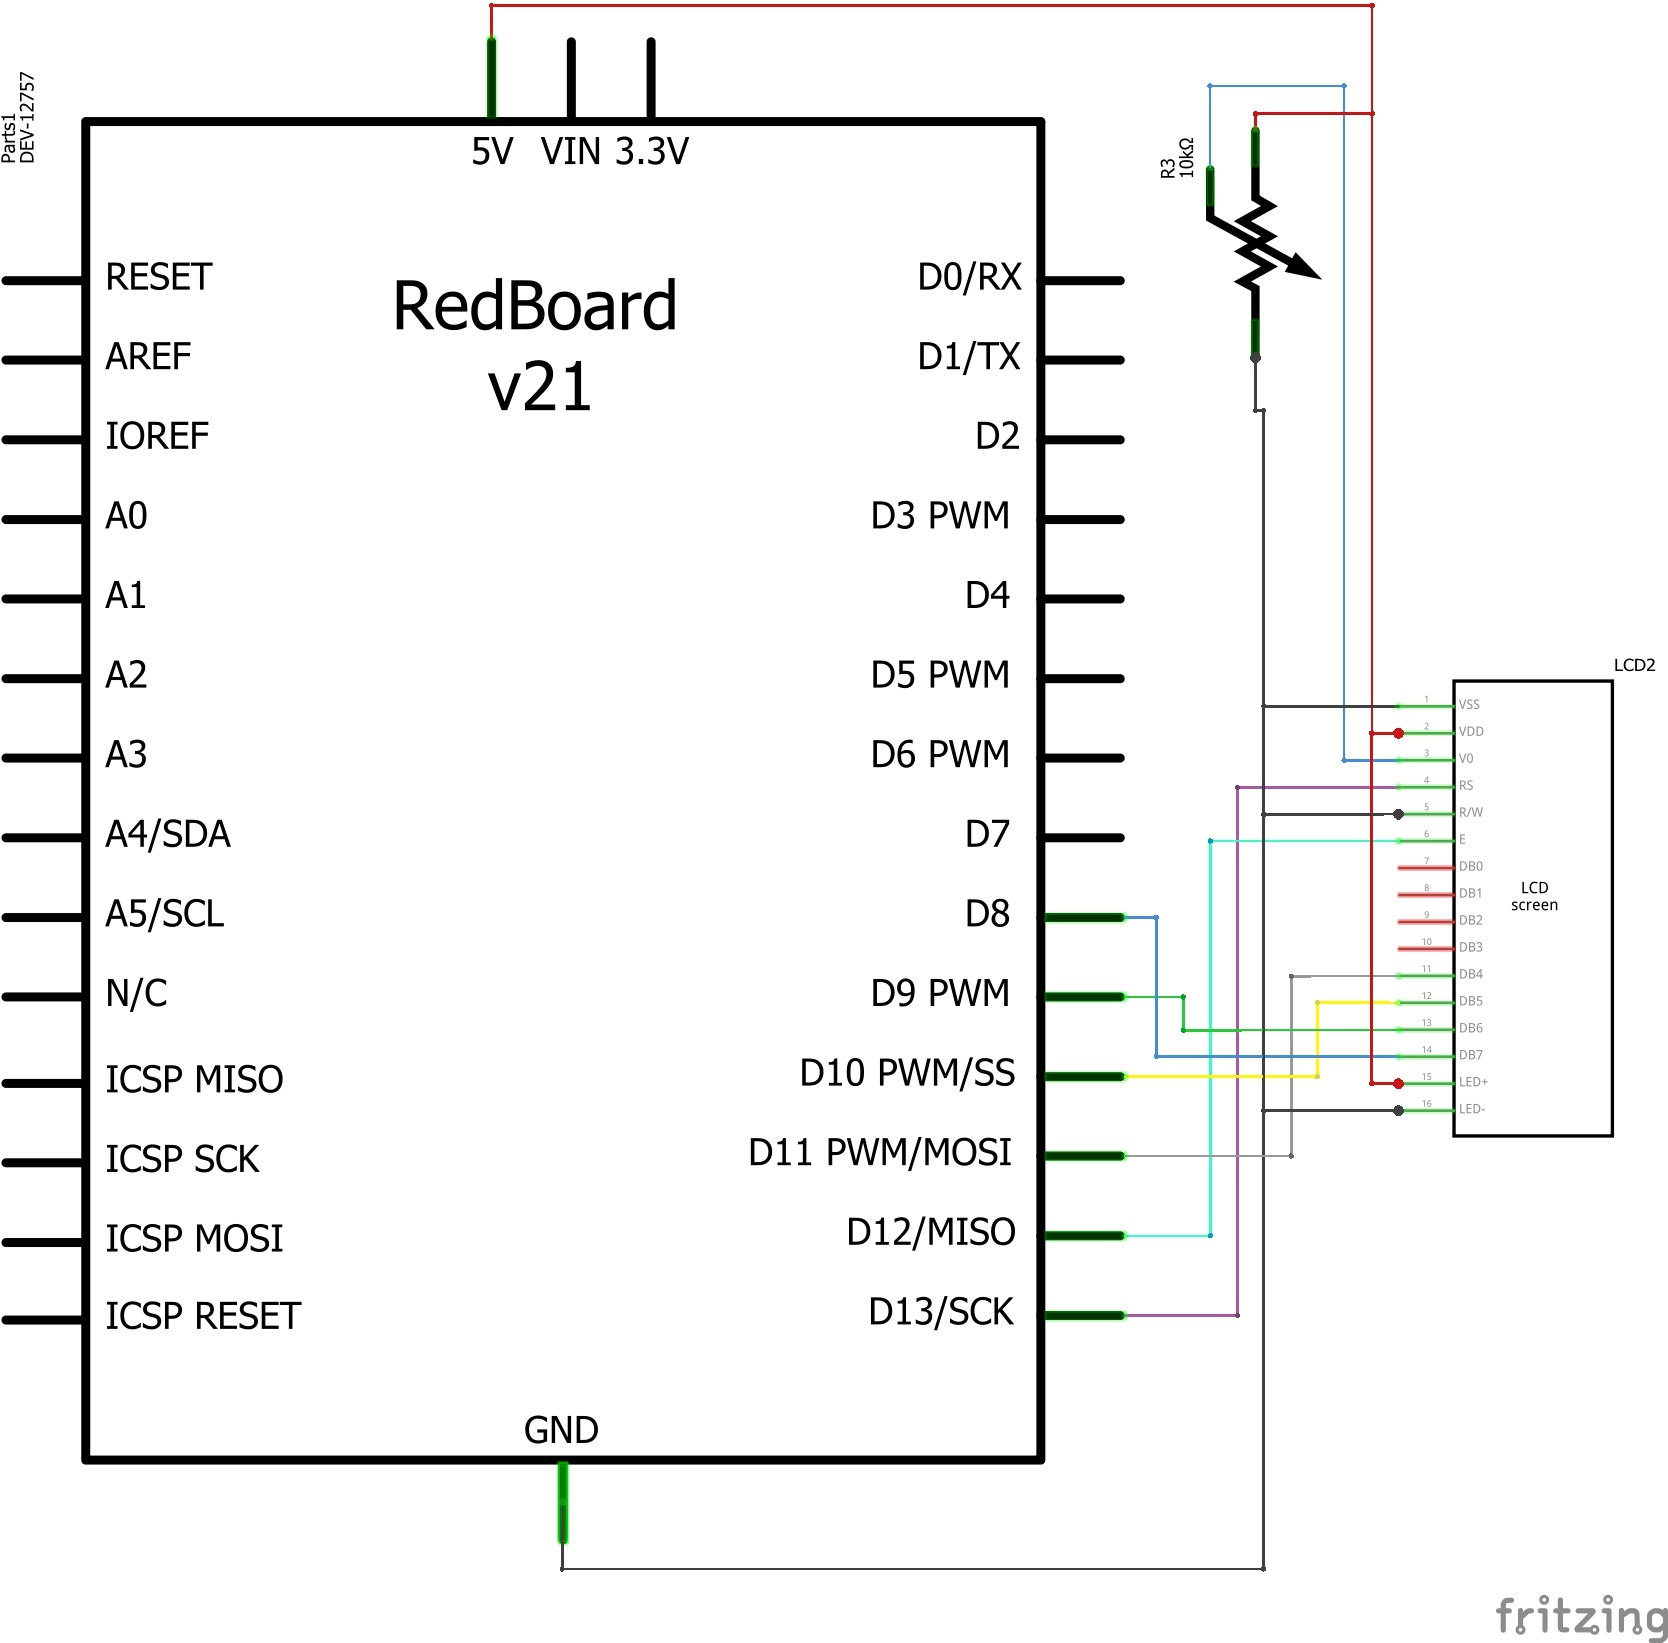 Parts1
DEV-12757
5V VIN 3.3V
RedBoard
v21
RESET
AREF
IOREF
A0
A1
A2
A3
A4/SDA
A5/SCL
N/C
ICSP MISO
ICSP SCK
ICSP MOSI
ICSP RESET
D0/RX
D1/TX
D2
D3 PWM
D4
D5 PWM
D6 PWM
D7
D8
D9 PWM
D10 PWM/SS
D11 PWM/MOSI
D12/MISO
D13/SCK
GND
R3
10kΩ
LCD2
1 VSS
2 VDD
3 V0
4 RS
5 R/W
6 E
7 DB0
8 DB1
9 DB2
10 DB3
11 DB4
12 DB5
13 DB6
14 DB7
15 LED+
16 LED-
LCD
screen
fritzing